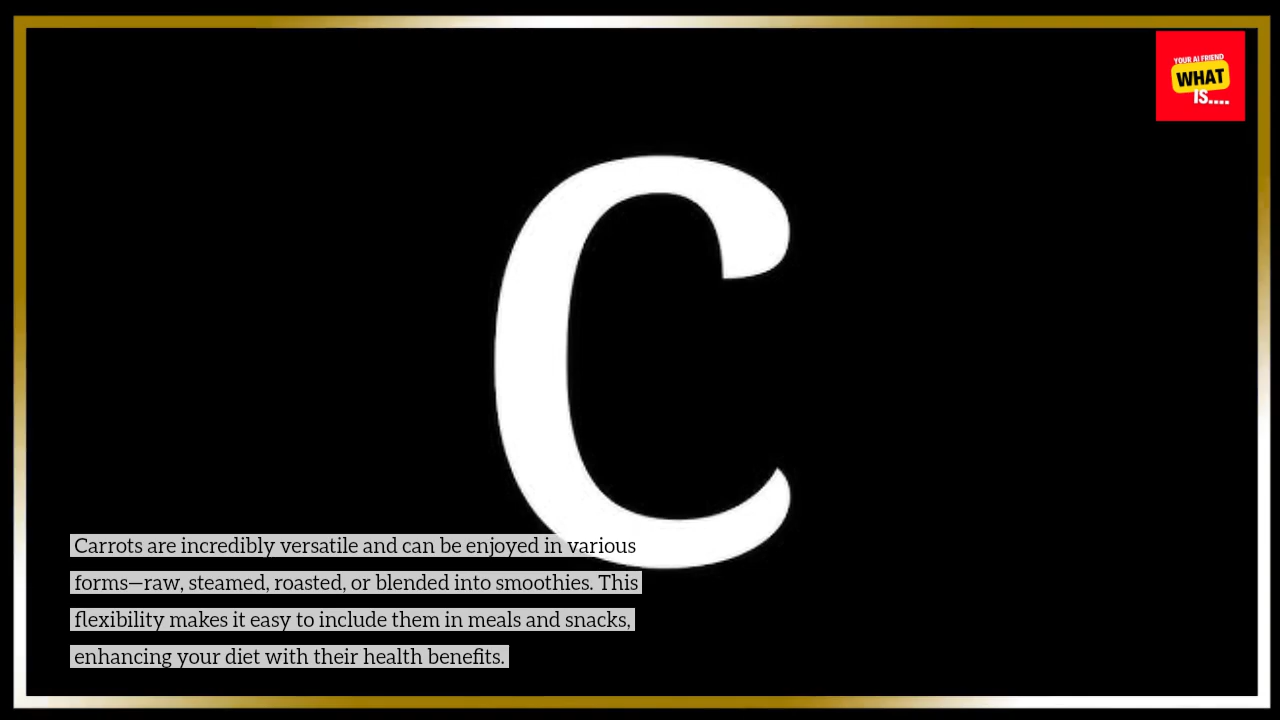 YOUR AI FRIEND
WHAT
IS....
C
Carrots are incredibly versatile and can be enjoyed in various
forms—raw, steamed, roasted, or blended into smoothies. This
flexibility makes it easy to include them in meals and snacks,
enhancing your diet with their health benefits.